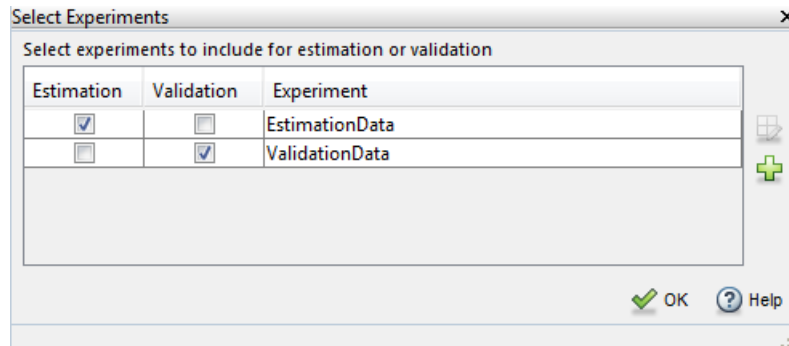 Select Experiments
Select experiments to include for estimation or validation
Estimation Validation Experiment
EstimationData
ValidationData
OK Help